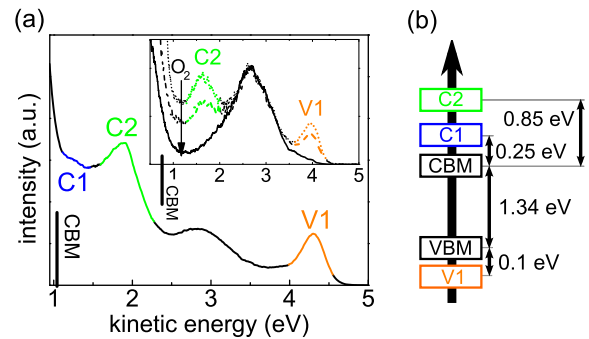 (a)
intensity (a.u.)
C1
C2
V1
CBM
1 2 3 4 5
kinetic energy (eV)
O2
C2
V1
CBM
1 2 3 4 5
(b)
C2
C1
CBM
VBM
V1
0.85 eV
0.25 eV
1.34 eV
0.1 eV